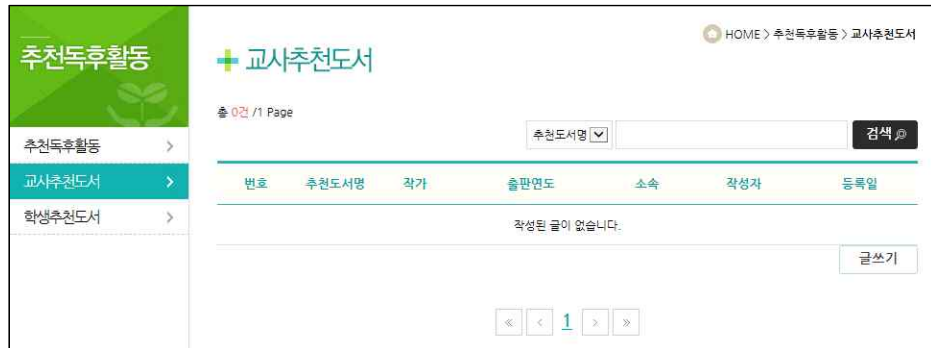 추천독후활동
추천독후활동
교사추천도서
학생추천도서
HOME > 추천독후활동 > 교사추천도서
교사추천도서
총 0건 /1 Page
추천도서명 검색
번호 추천도서명 작가 출판연도 소속 작성자 등록일
작성된 글이 없습니다.
글쓰기
« < 1 > »